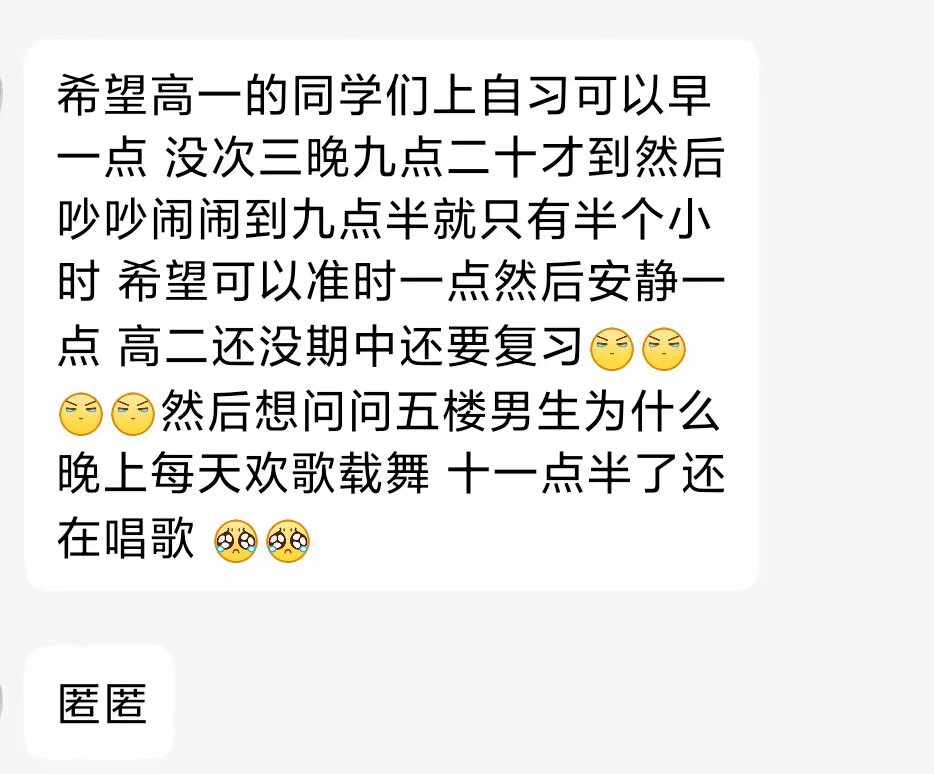 希望高一的同学们上自习可以早
一点 没次三晚九点二十才到然后
吵吵闹闹到九点半就只有半个小
时 希望可以准时一点然后安静一
点 高二还没期中还要复习
然后想问问五楼男生为什么
晚上每天欢歌载舞 十一点半了还
在唱歌
匿匿